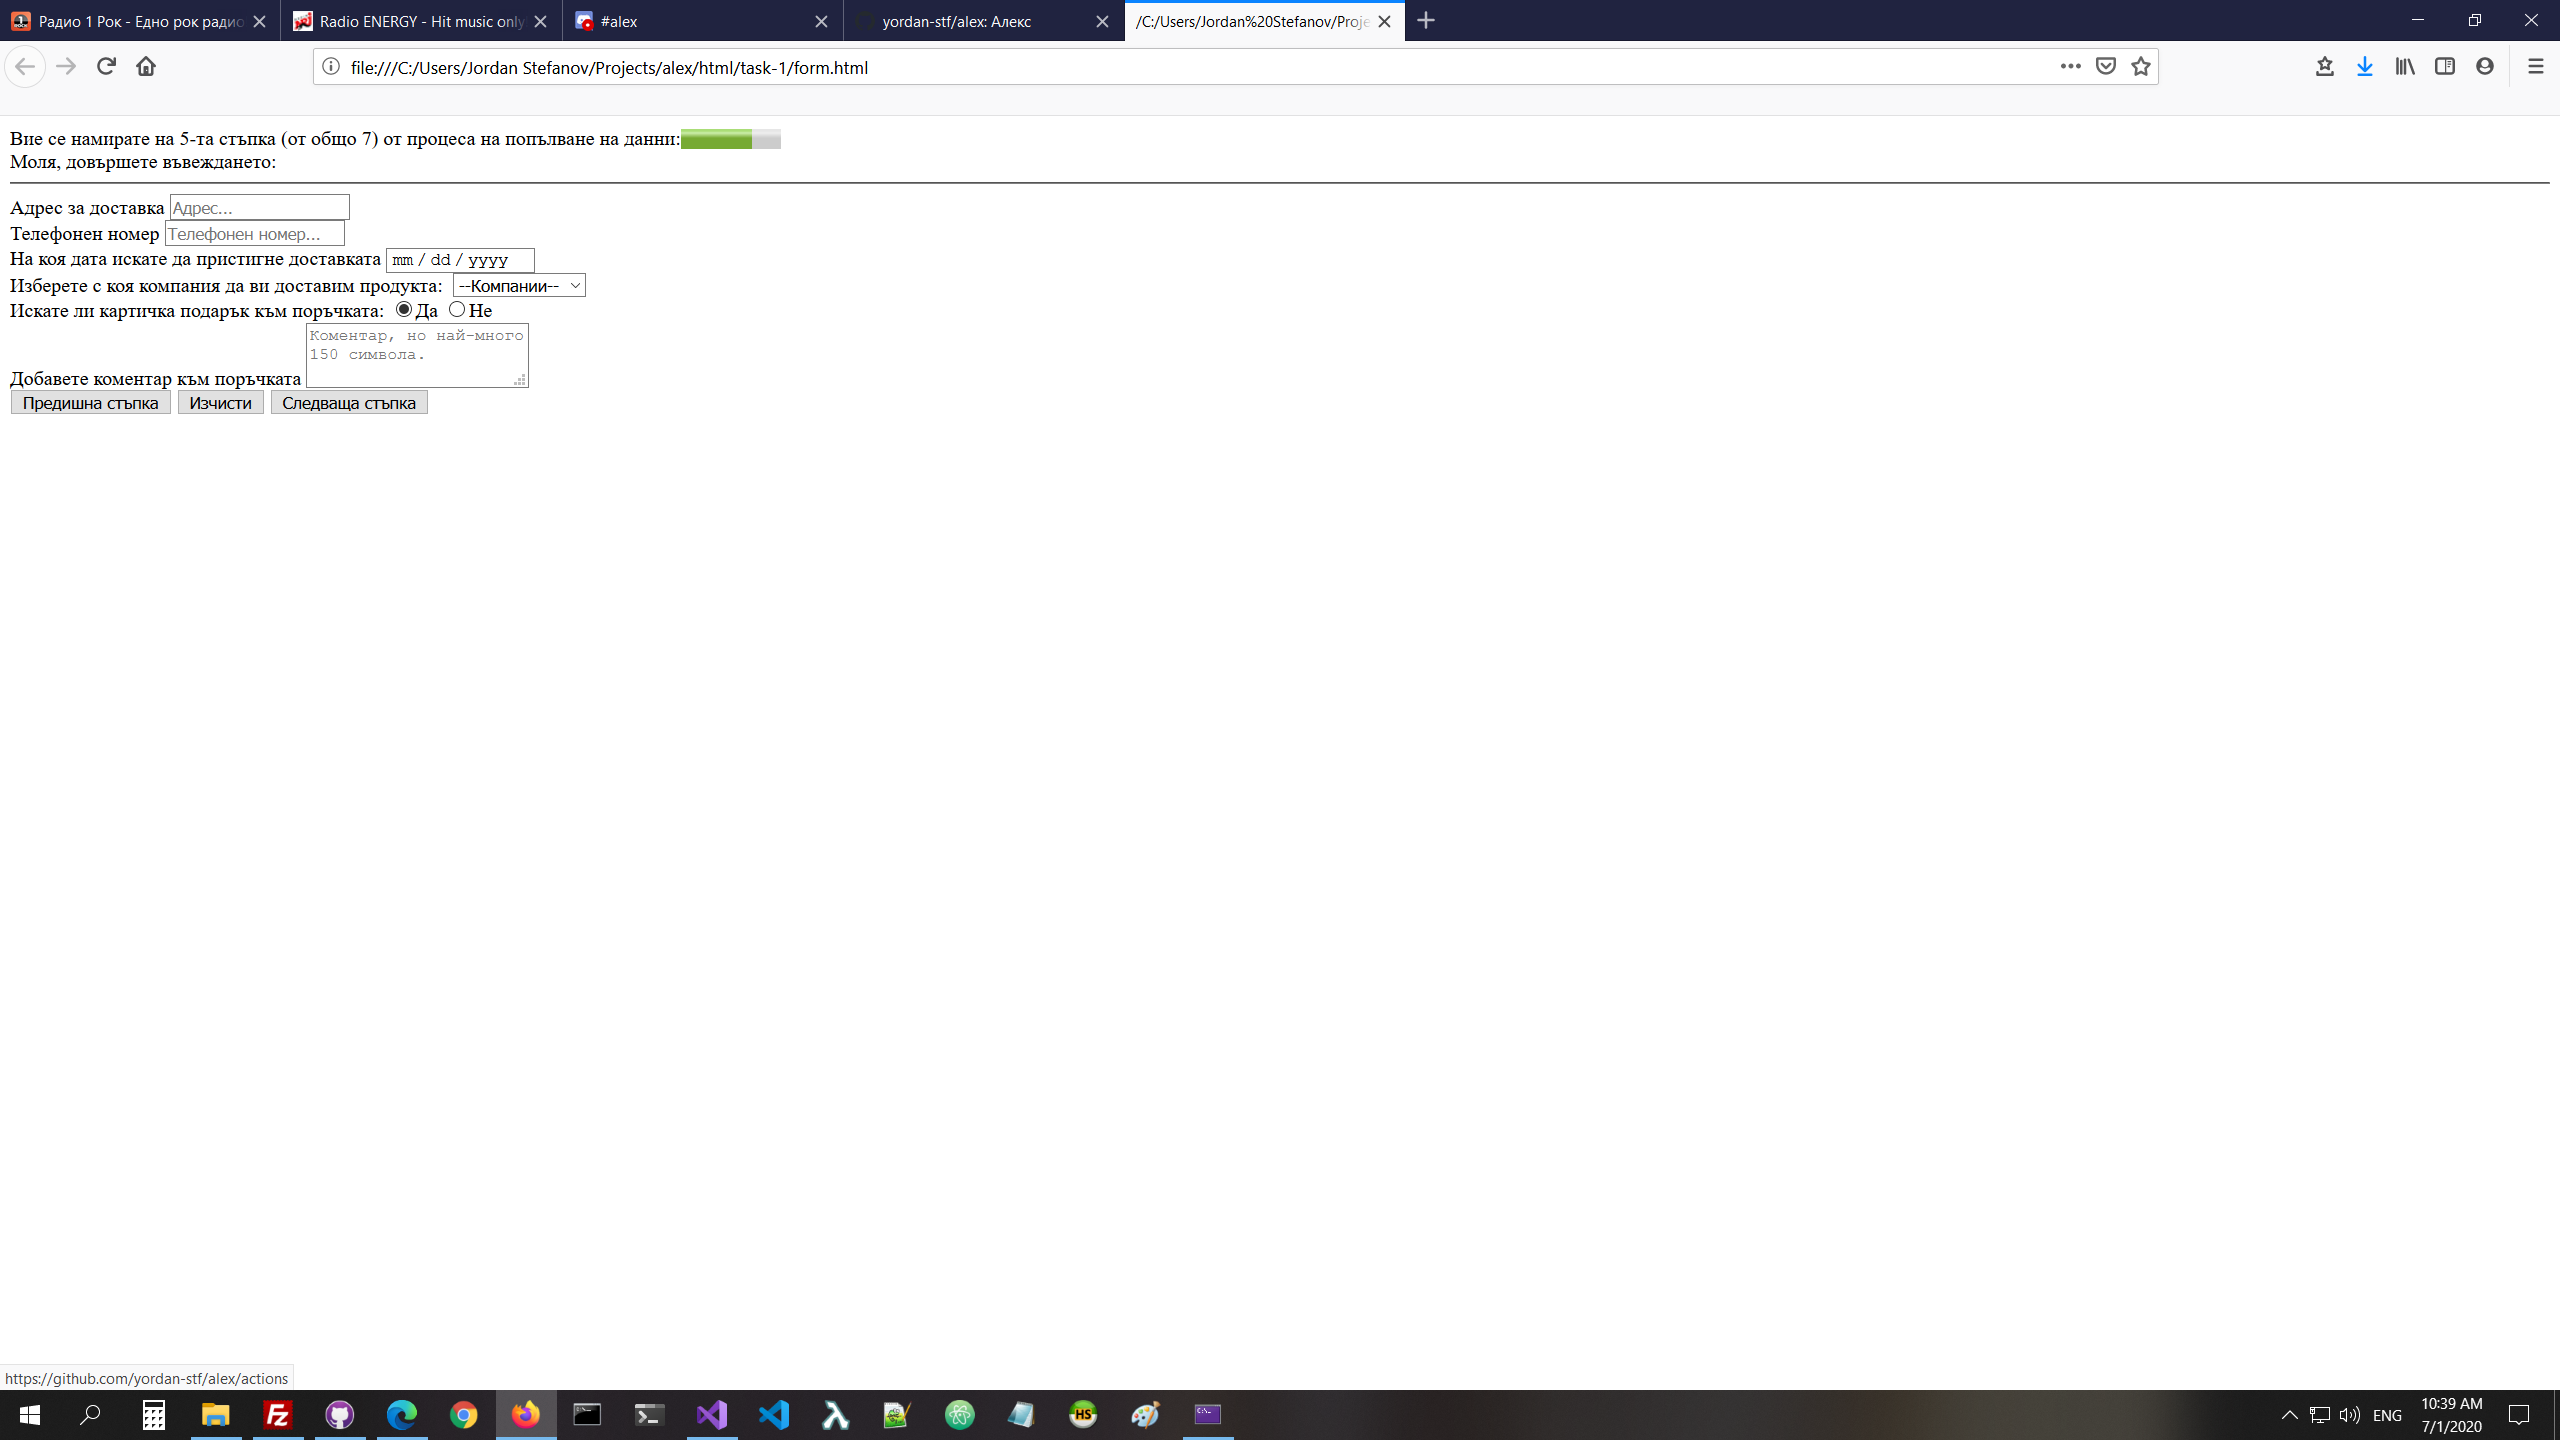 Радио 1 Рок - Едно рок радио
Radio ENERGY - Hit music only
#alex
yordan-stf/alex: Алекс
/C:/Users/Jordan%20Stefanov/Proje
file:///C:/Users/Jordan Stefanov/Projects/alex/html/task-1/form.html
Вие се намирате на 5-та стъпка (от общо 7) от процеса на попълване на данни:
Моля, довършете въвеждането:
Адрес за доставка Адрес...
Телефонен номер Телефонен номер...
На коя дата искате да пристигне доставката mm / dd / yyyy
Изберете с коя компания да ви доставим продукта: --Компании--
Искате ли картичка подарък към поръчката: Да Не
Коментар, но най-много
150 символа.
Добавете коментар към поръчката
Предишна стъпка Изчисти Следваща стъпка
https://github.com/yordan-stf/alex/actions
ENG
10:39 AM
7/1/2020